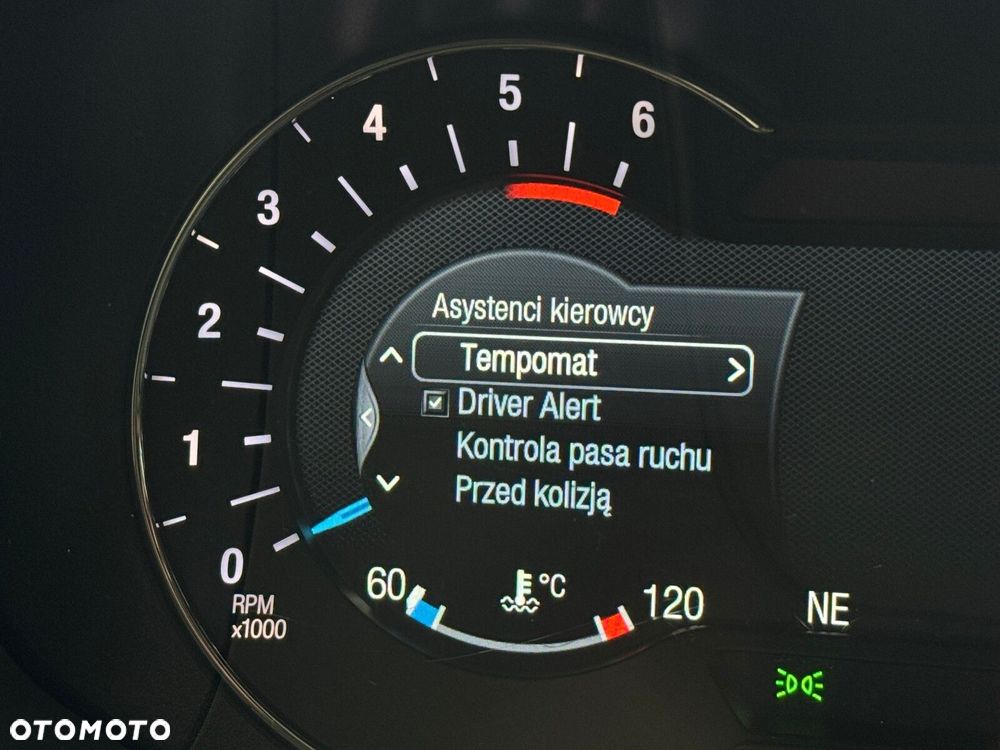 5
4
6
3
2
1
0
RPM
x1000
Asystenci kierowcy
Tempomat
Driver Alert
Kontrola pasa ruchu
Przed kolizją
60
°C
120
NE
OTOMOTO